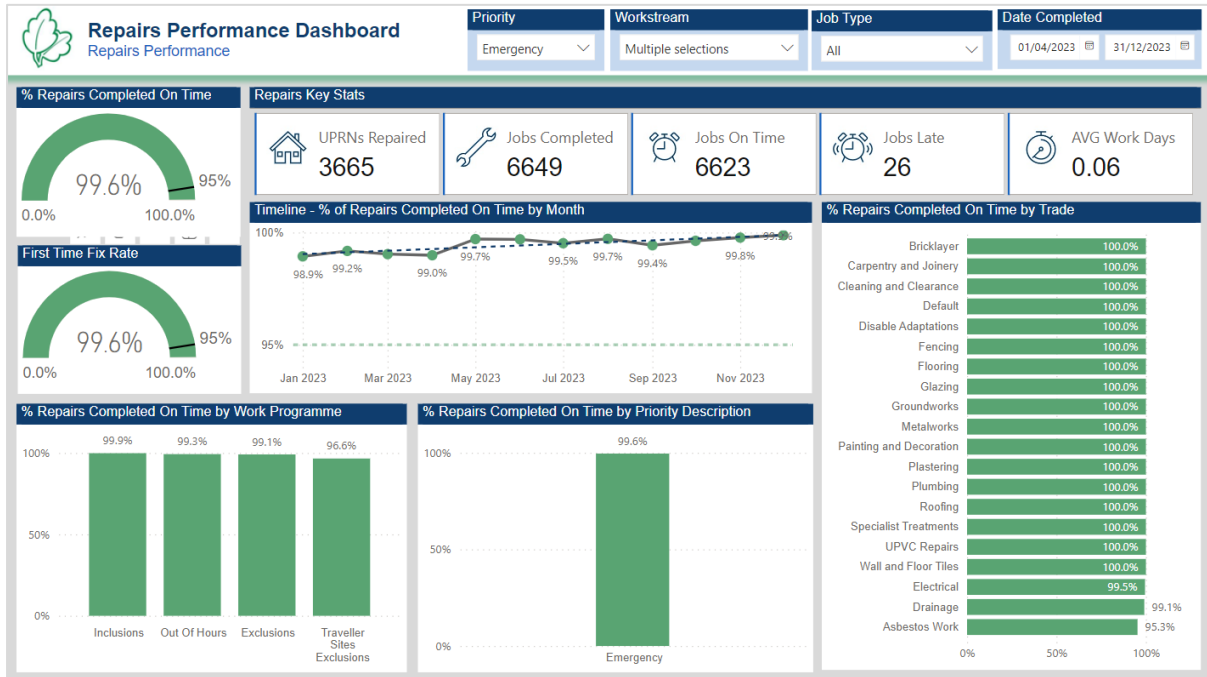 Repairs Performance Dashboard
Repairs Performance
Priority
Emergency
Workstream
Multiple selections
Job Type
All
Date Completed
01/04/2023 31/12/2023
% Repairs Completed On Time
99.6%
95%
0.0% 100.0%
First Time Fix Rate
99.6%
95%
0.0% 100.0%
Repairs Key Stats
UPRNs Repaired
3665
Jobs Completed
6649
Jobs On Time
6623
Jobs Late
26
AVG Work Days
0.06
Timeline - % of Repairs Completed On Time by Month
100%
98.9% 99.2% 99.0% 99.7% 99.5% 99.7% 99.4% 99.8%
95%
Jan 2023 Mar 2023 May 2023 Jul 2023 Sep 2023 Nov 2023
% Repairs Completed On Time by Trade
Bricklayer 100.0%
Carpentry and Joinery 100.0%
Cleaning and Clearance 100.0%
Default 100.0%
Disable Adaptations 100.0%
Fencing 100.0%
Flooring 100.0%
Glazing 100.0%
Groundworks 100.0%
Metalworks 100.0%
Painting and Decoration 100.0%
Plastering 100.0%
Plumbing 100.0%
Roofing 100.0%
Specialist Treatments 100.0%
UPVC Repairs 100.0%
Wall and Floor Tiles 100.0%
Electrical 99.5%
Drainage 99.1%
Asbestos Work 95.3%
0% 50% 100%
% Repairs Completed On Time by Work Programme
99.9% 99.3% 99.1% 96.6%
100%
50%
0%
Inclusions Out Of Hours Exclusions Traveller
Sites
Exclusions
% Repairs Completed On Time by Priority Description
99.6%
100%
50%
0%
Emergency